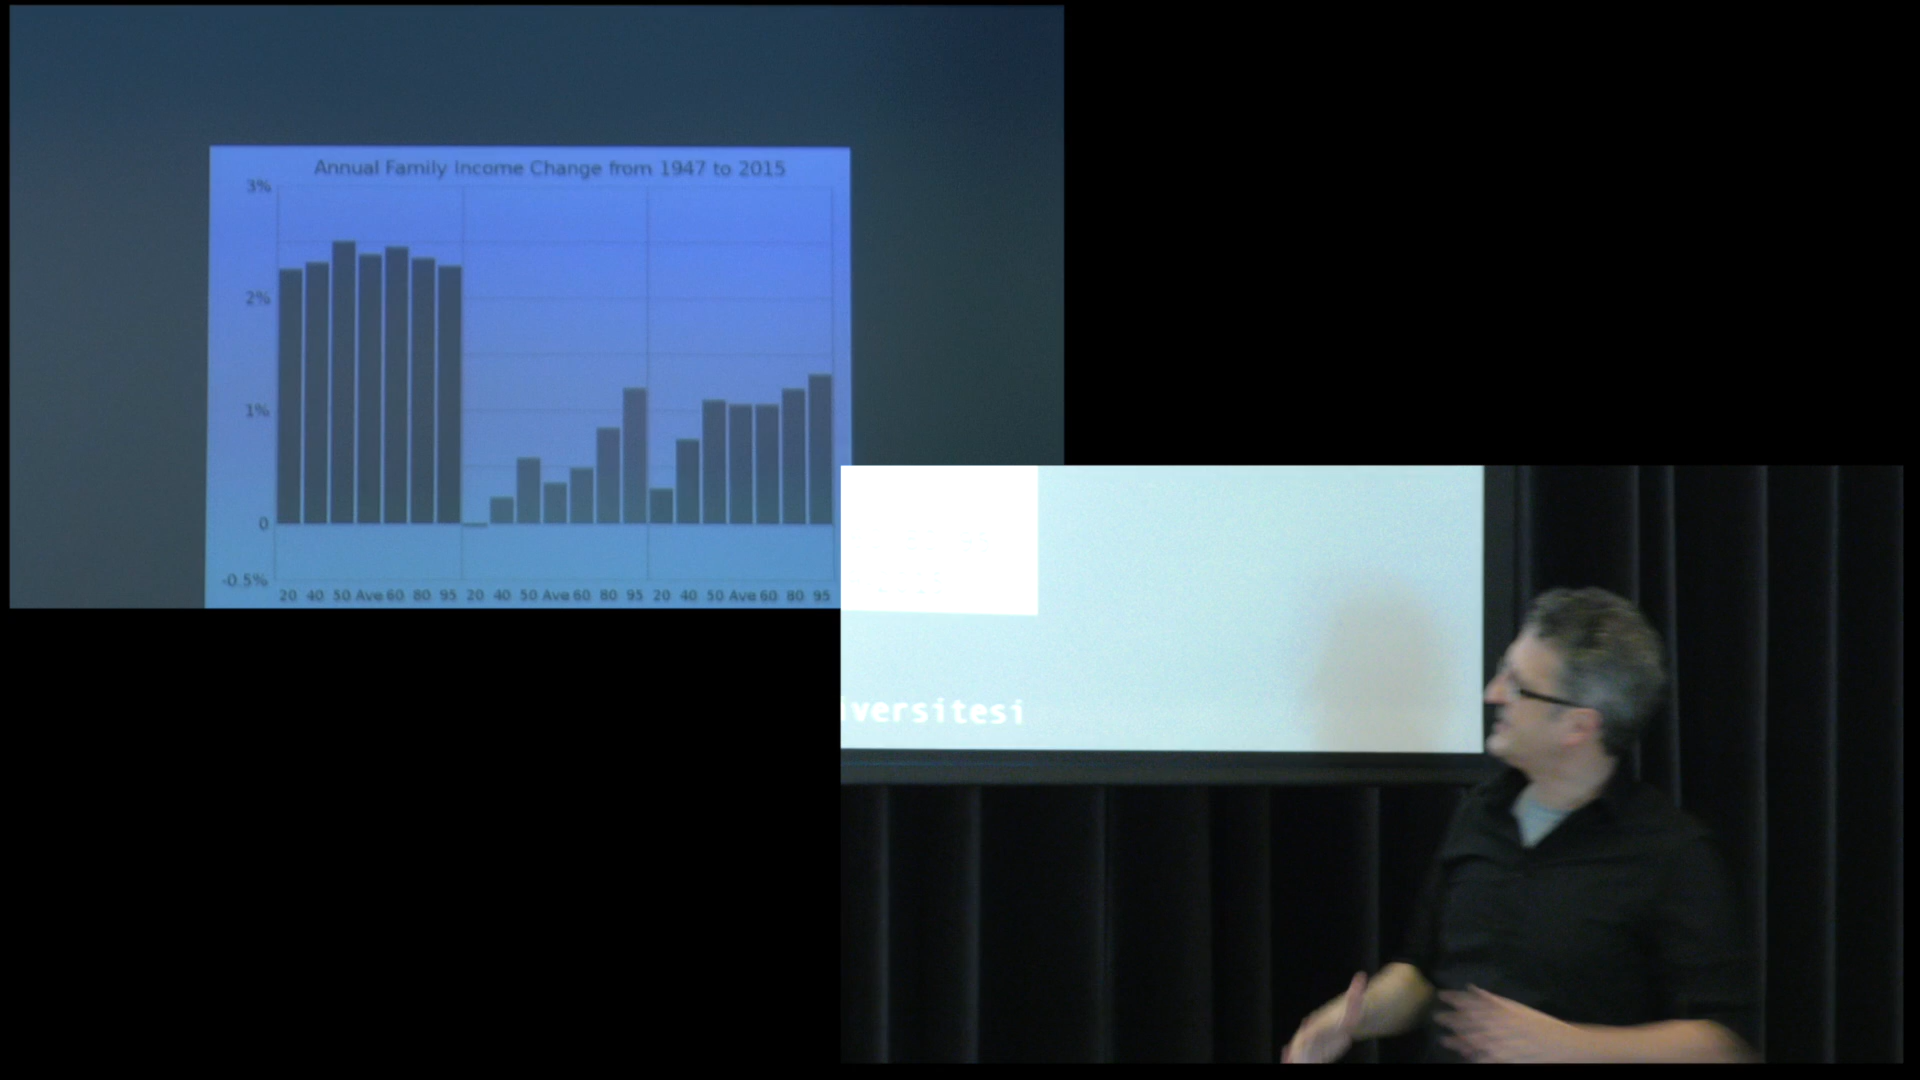 Annual Family Income Change from 1947 to 2015
3%
2%
1%
0
-0.5%
20 40 50 Ave 60 80 95 20 40 50 Ave 60 80 95 20 40 50 Ave 60 80 95
iversitesi